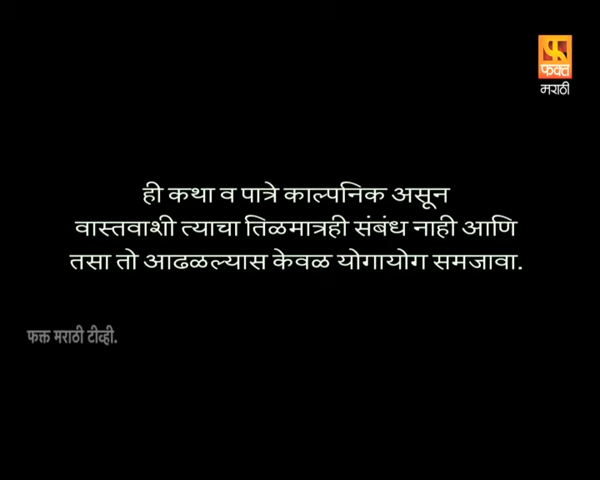 फक्त
मराठी
ही कथा व पात्रे काल्पनिक असून
वास्तवाशी त्याचा तिळमात्रही संबंध नाही आणि
तसा तो आढळल्यास केवळ योगायोग समजावा.
फक्त मराठी टीव्ही.